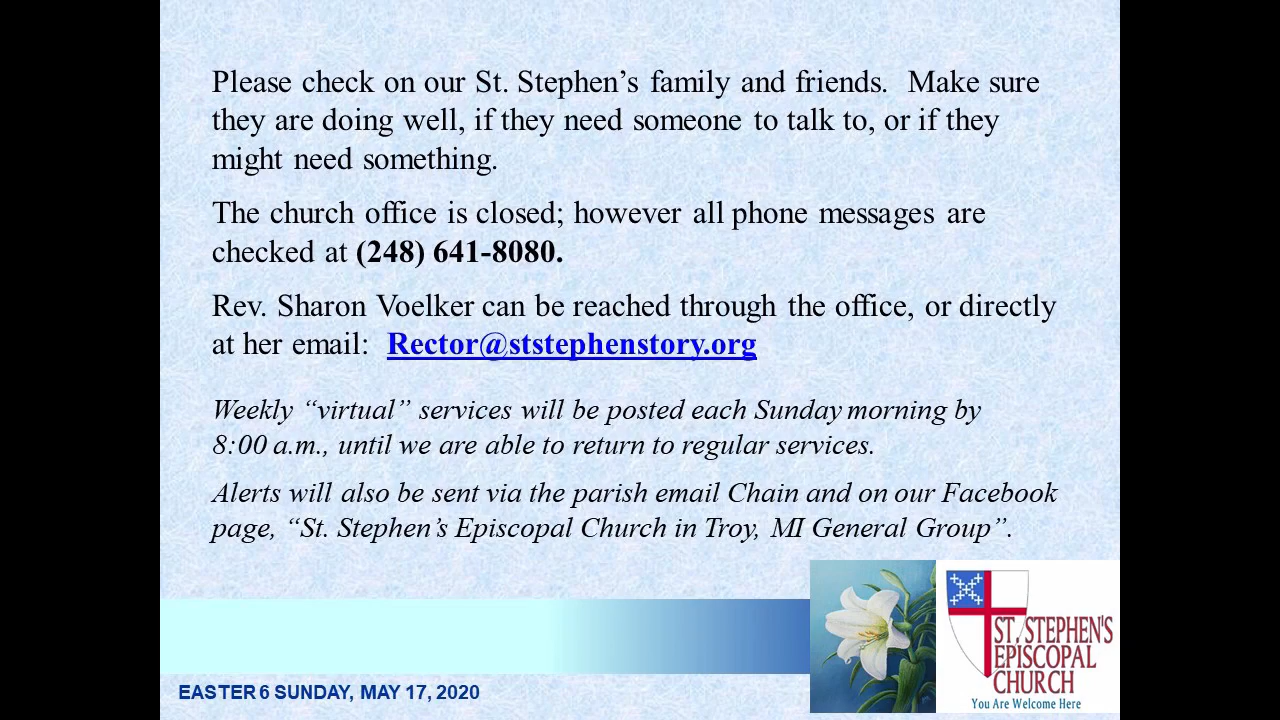 Please check on our St. Stephen’s family and friends.  Make sure
they are doing well, if they need someone to talk to, or if they
might need something.
The church office is closed; however all phone messages are
checked at (248) 641-8080.
Rev. Sharon Voelker can be reached through the office, or directly
at her email:  Rector@ststephenstory.org
Weekly “virtual” services will be posted each Sunday morning by
8:00 a.m., until we are able to return to regular services.
Alerts will also be sent via the parish email Chain and on our Facebook
page, “St. Stephen’s Episcopal Church in Troy, MI General Group”.
ST. STEPHEN'S
EPISCOPAL
CHURCH
You Are Welcome Here
EASTER 6 SUNDAY, MAY 17, 2020